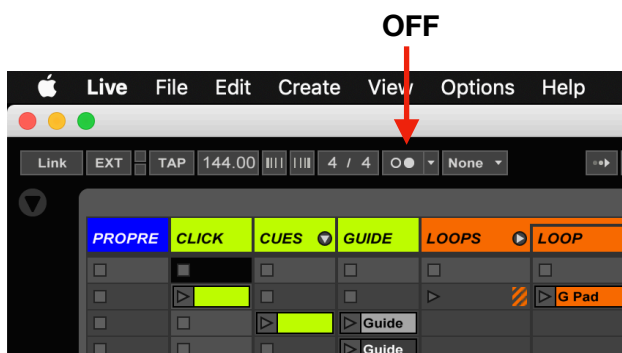 OFF
Live File Edit Create View Options Help
Link EXT TAP 144.00 4 / 4 None
PROPRE CLICK CUES GUIDE LOOPS LOOP
G Pad
Guide
Guide